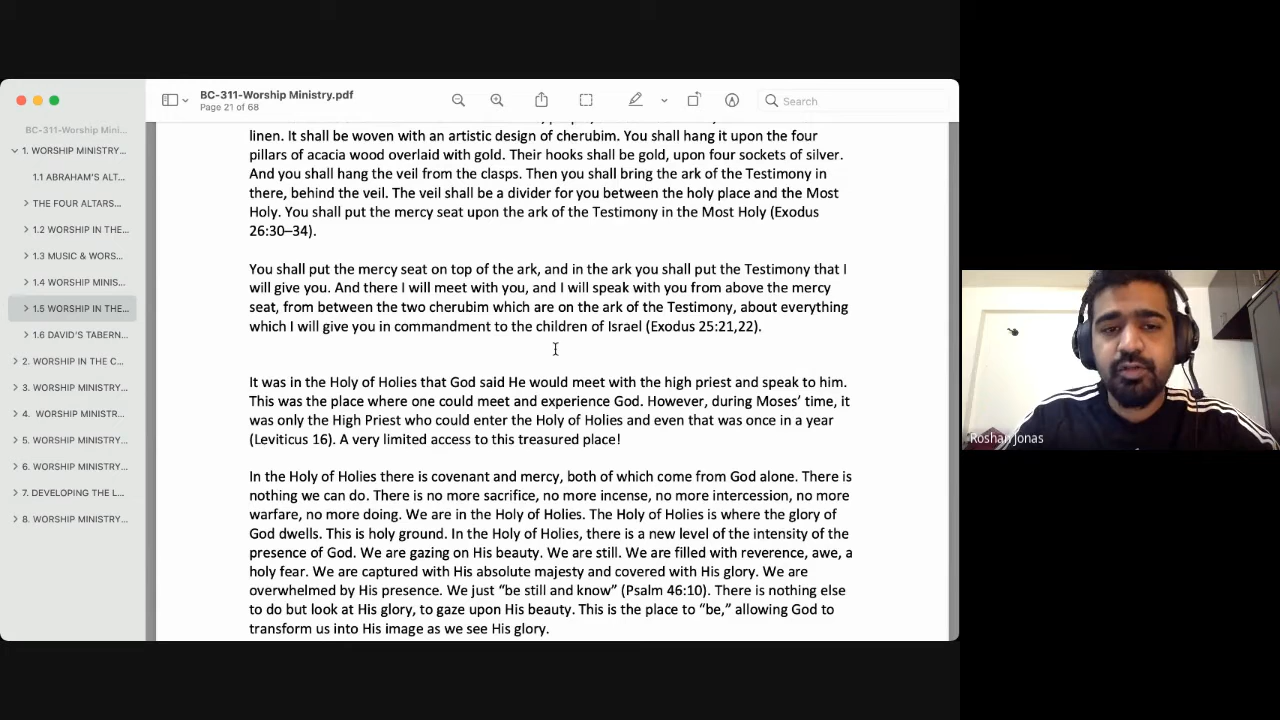 BC-311-Worship Ministry.pdf
Page 21 of 68
Search
BC-311-Worship Mini...
1. WORSHIP MINISTRY...
1.1 ABRAHAM'S ALT...
THE FOUR ALTARS...
1.2 WORSHIP IN THE...
1.3 MUSIC & WORS...
1.4 WORSHIP MINIS...
1.5 WORSHIP IN THE...
1.6 DAVID'S TABERN...
2. WORSHIP IN THE C...
3. WORSHIP MINISTRY...
4. WORSHIP MINISTR...
5. WORSHIP MINISTRY...
6. WORSHIP MINISTRY...
7. DEVELOPING THE L...
8. WORSHIP MINISTRY...
linen. It shall be woven with an artistic design of cherubim. You shall hang it upon the four
pillars of acacia wood overlaid with gold. Their hooks shall be gold, upon four sockets of silver.
And you shall hang the veil from the clasps. Then you shall bring the ark of the Testimony in
there, behind the veil. The veil shall be a divider for you between the holy place and the Most
Holy. You shall put the mercy seat upon the ark of the Testimony in the Most Holy (Exodus
26:30–34).
You shall put the mercy seat on top of the ark, and in the ark you shall put the Testimony that I
will give you. And there I will meet with you, and I will speak with you from above the mercy
seat, from between the two cherubim which are on the ark of the Testimony, about everything
which I will give you in commandment to the children of Israel (Exodus 25:21,22).
It was in the Holy of Holies that God said He would meet with the high priest and speak to him.
This was the place where one could meet and experience God. However, during Moses' time, it
was only the High Priest who could enter the Holy of Holies and even that was once in a year
(Leviticus 16). A very limited access to this treasured place!
In the Holy of Holies there is covenant and mercy, both of which come from God alone. There is
nothing we can do. There is no more sacrifice, no more incense, no more intercession, no more
warfare, no more doing. We are in the Holy of Holies. The Holy of Holies is where the glory of
God dwells. This is holy ground. In the Holy of Holies, there is a new level of the intensity of the
presence of God. We are gazing on His beauty. We are still. We are filled with reverence, awe, a
holy fear. We are captured with His absolute majesty and covered with His glory. We are
overwhelmed by His presence. We just “be still and know” (Psalm 46:10). There is nothing else
to do but look at His glory, to gaze upon His beauty. This is the place to “be,” allowing God to
transform us into His image as we see His glory.
Roshan Jonas